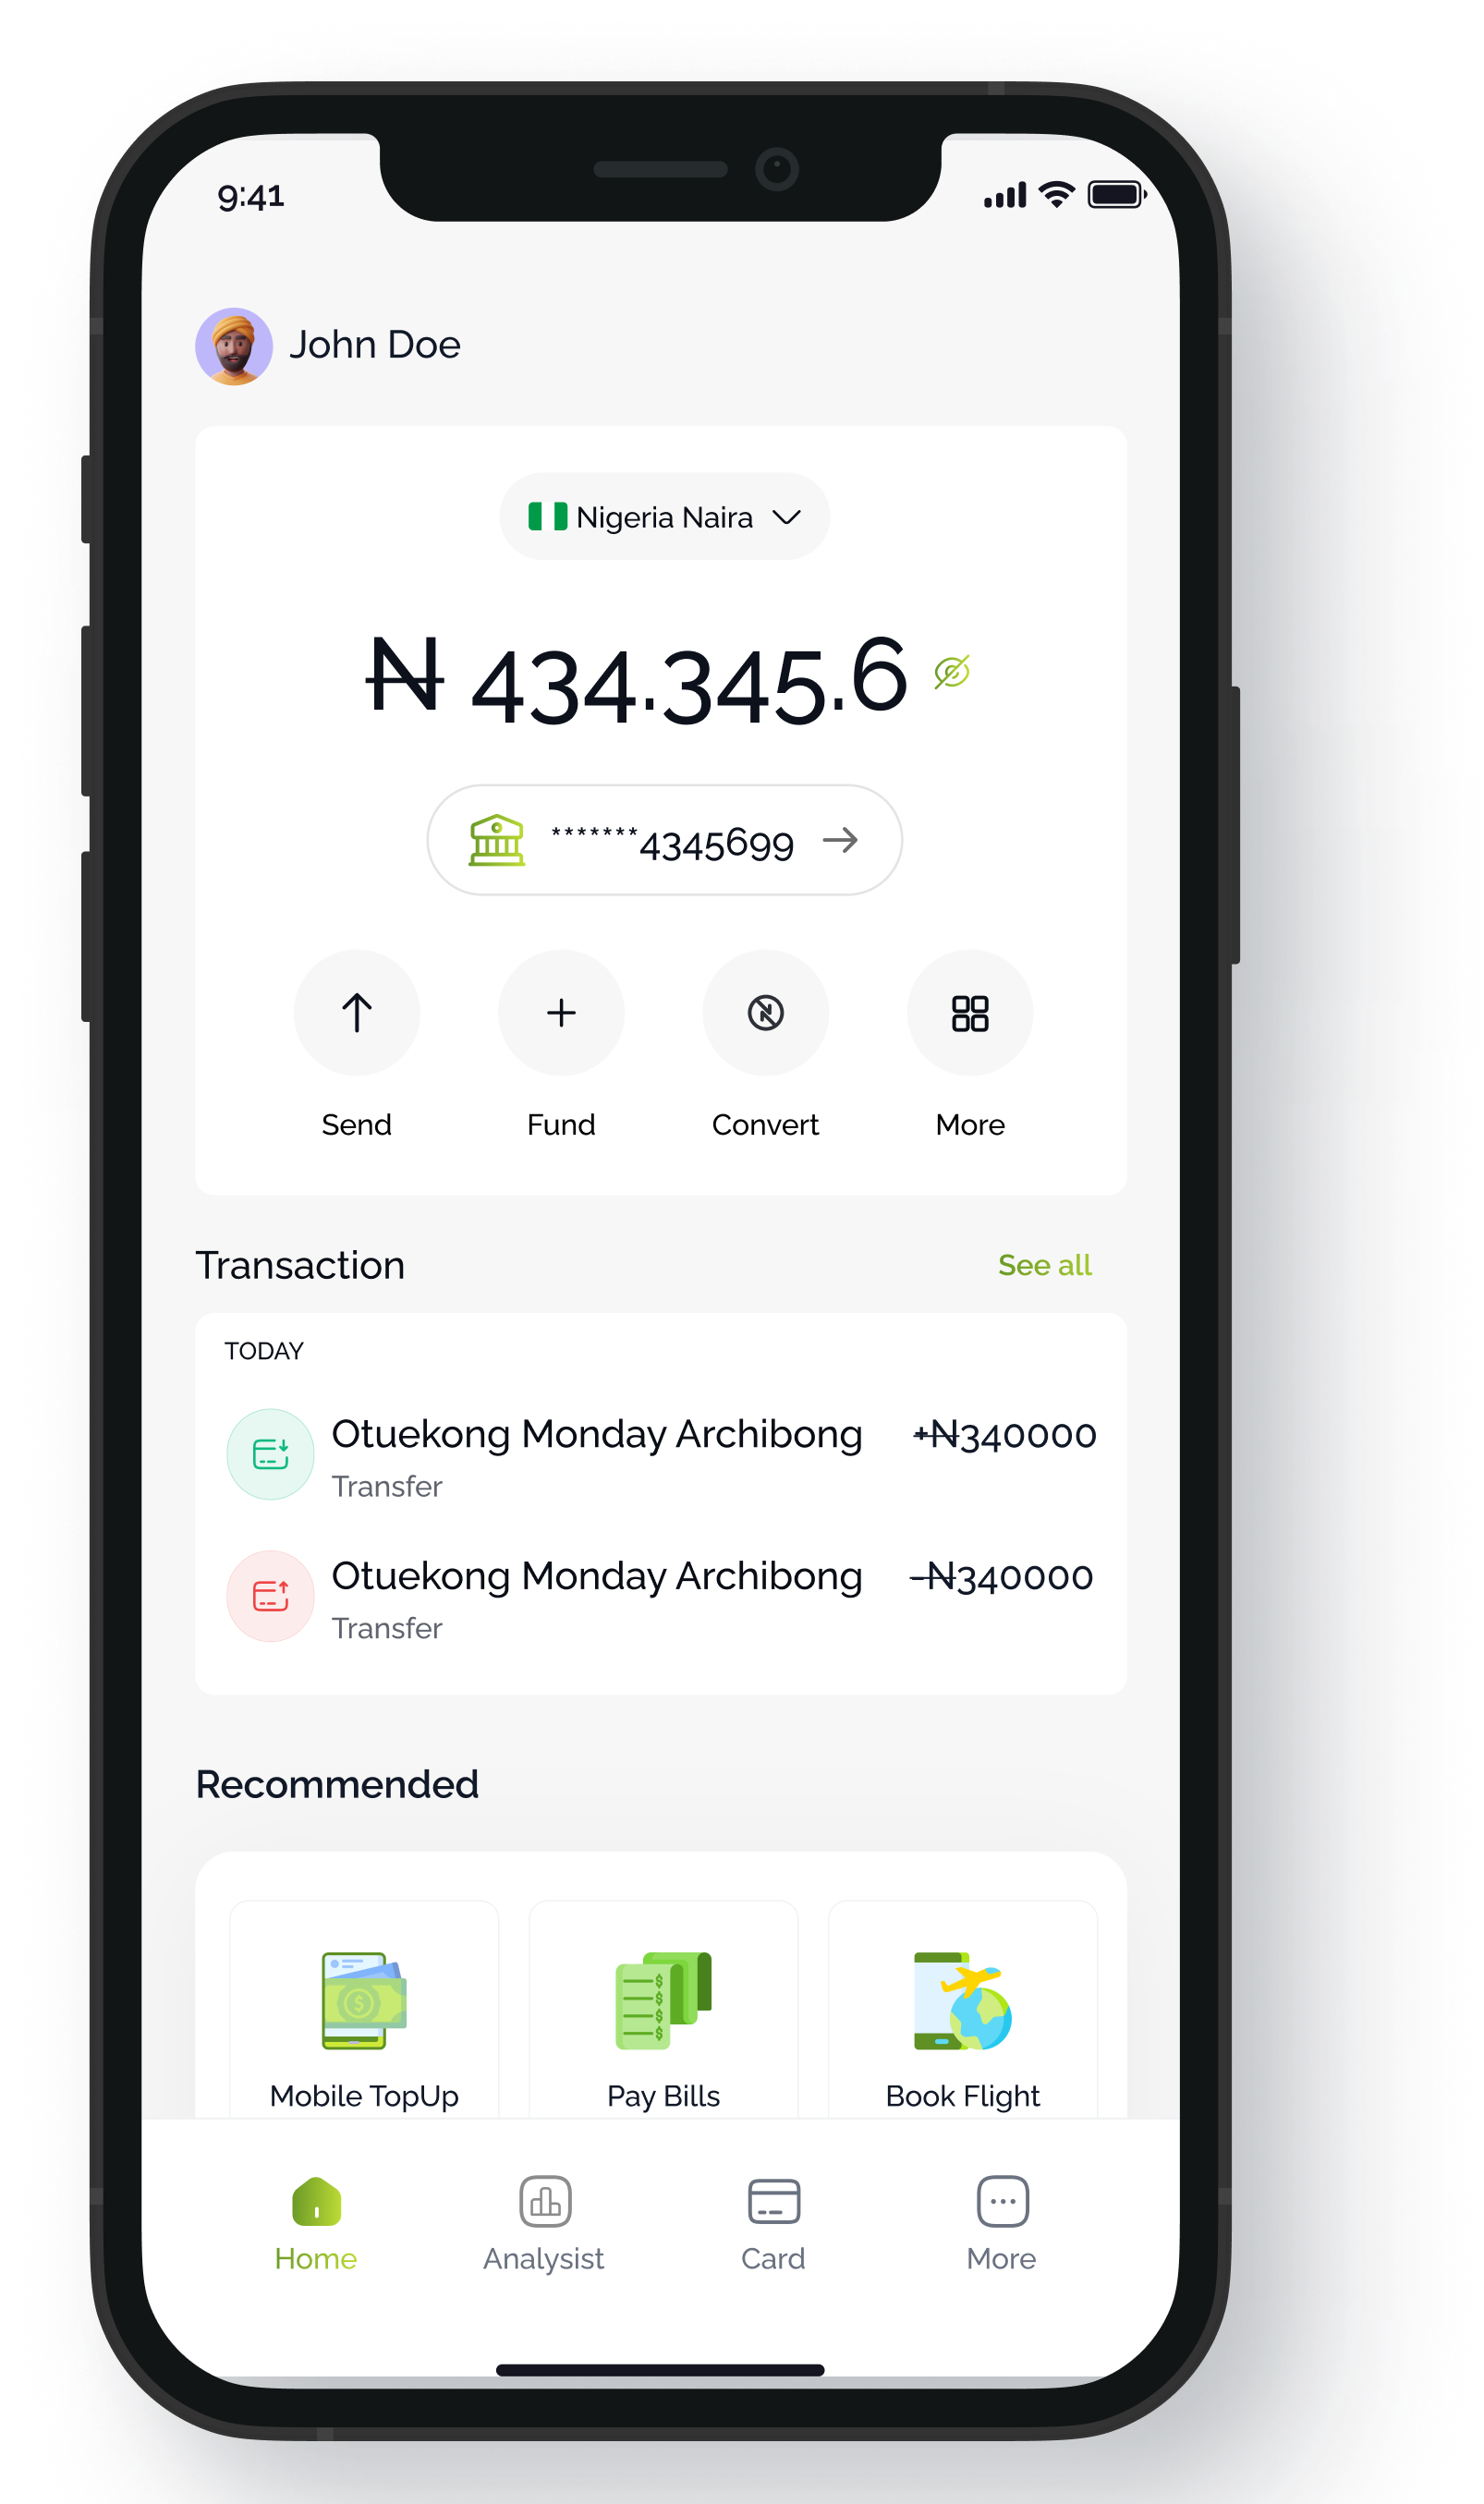 9:41
John Doe
Nigeria Naira
₦ 434.345.6
*******4345699
Send Fund Convert More
Transaction See all
TODAY
Otuekong Monday Archibong +₦340000
Transfer
Otuekong Monday Archibong -₦340000
Transfer
Recommended
Mobile TopUp Pay Bills Book Flight
Home Analysist Card More